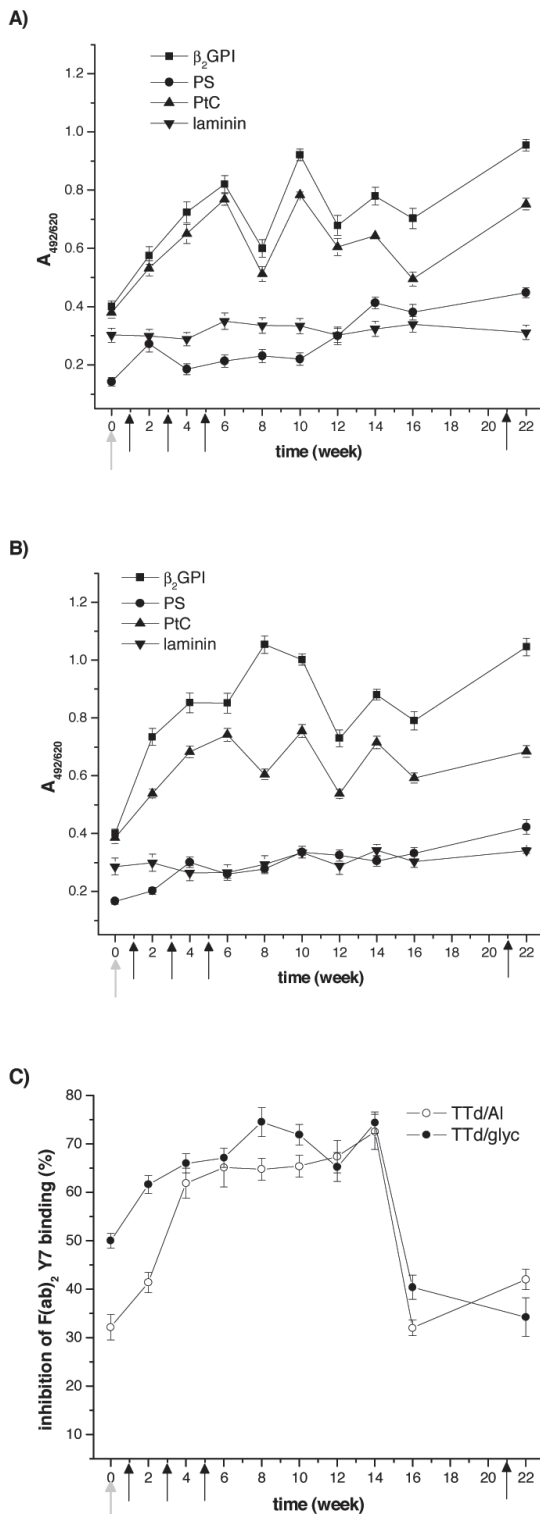 A)
β₂GPI
PS
PtC
laminin
1.2
1.0
0.8
0.6
0.4
0.2
A492/620
0 2 4 6 8 10 12 14 16 18 20 22
time (week)
B)
β₂GPI
PS
PtC
laminin
1.2
1.0
0.8
0.6
0.4
0.2
A492/620
0 2 4 6 8 10 12 14 16 18 20 22
time (week)
C)
TTd/Al
TTd/glyc
80
70
60
50
40
30
20
10
inhibition of F(ab)₂ Y7 binding (%)
0 2 4 6 8 10 12 14 16 18 20 22
time (week)